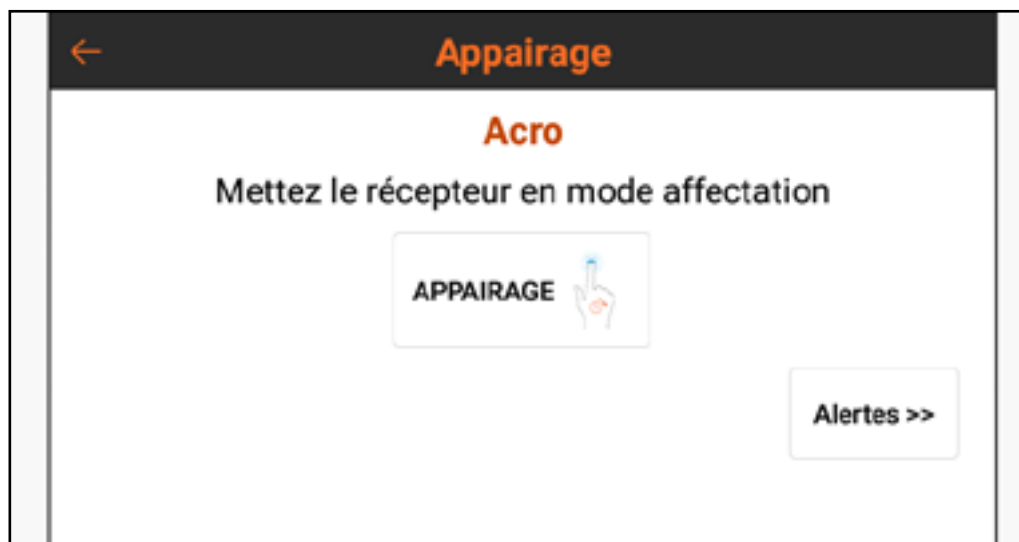 Appairage
Acro
Mettez le récepteur en mode affectation
APPAIRAGE
Alertes >>